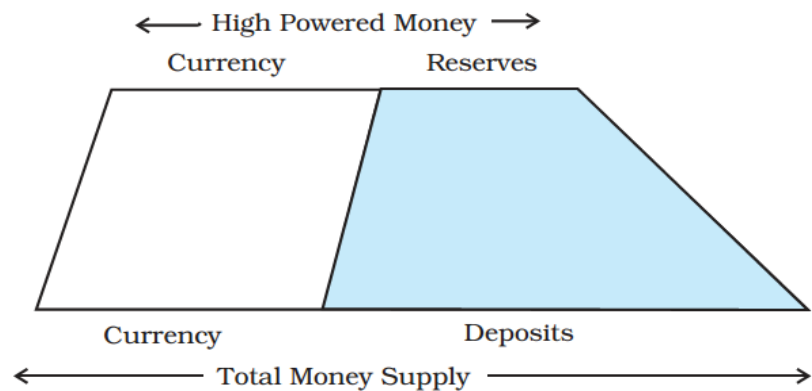 High Powered Money
Currency Reserves
Currency Deposits
Total Money Supply